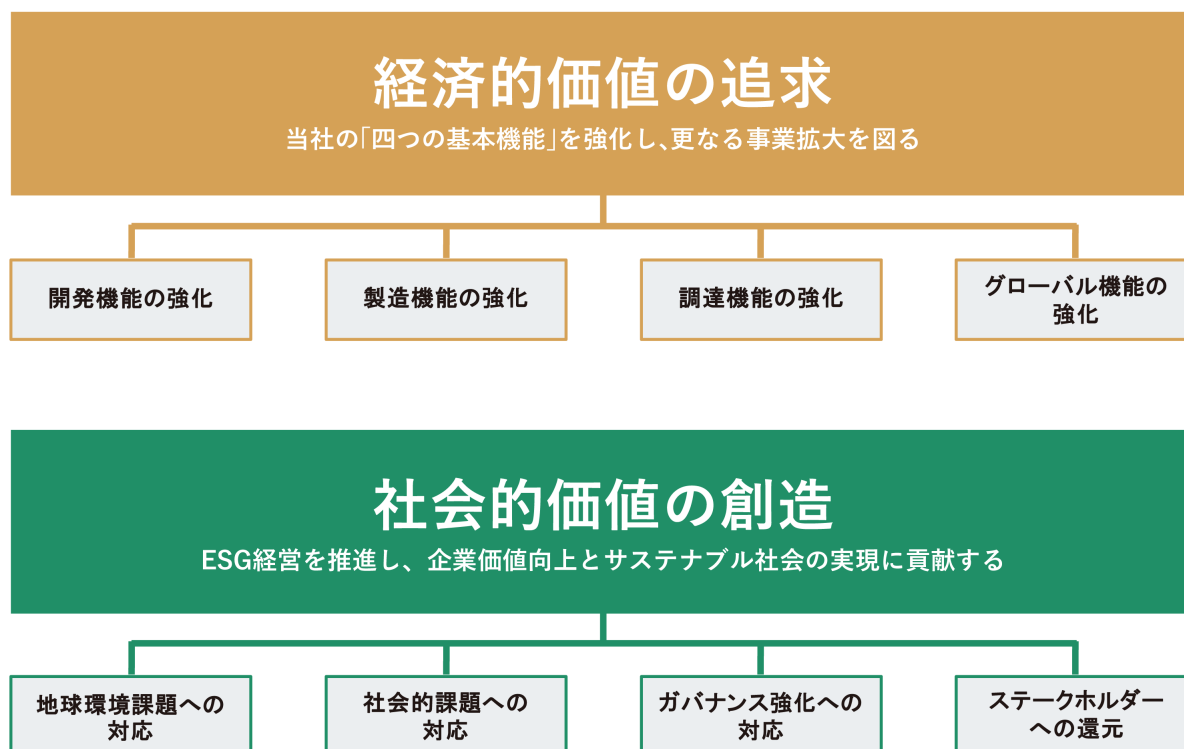 経済的価値の追求
当社の「四つの基本機能」を強化し、更なる事業拡大を図る
開発機能の強化
製造機能の強化
調達機能の強化
グローバル機能の
強化
社会的価値の創造
ESG経営を推進し、企業価値向上とサステナブル社会の実現に貢献する
地球環境課題への
対応
社会的課題への
対応
ガバナンス強化への
対応
ステークホルダー
への還元